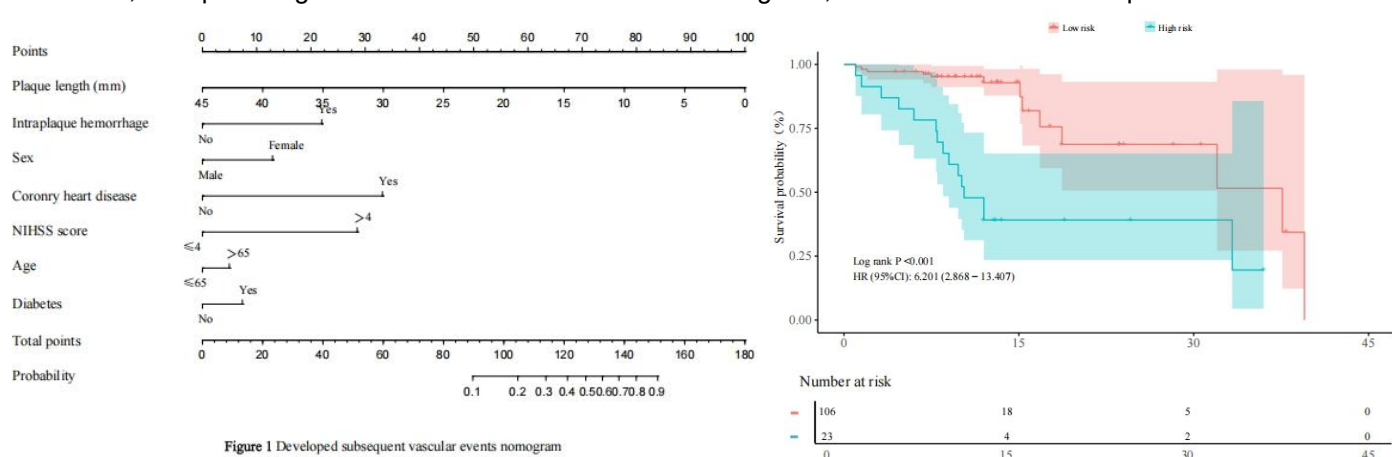 Points
0 10 20 30 40 50 60 70 80 90 100
Plaque length (mm)
45 40 35 30 25 20 15 10 5 0
Yes
Intraplaque hemorrhage
No
Female
Sex
Male
Yes
Coronry heart disease
No
>4
NIHSS score
≤4
>65
Age
≤65
Yes
Diabetes
No
Total points
0 20 40 60 80 100 120 140 160 180
Probability
0.1 0.2 0.3 0.4 0.50.60.70.8 0.9
Figure 1 Developed subsequent vascular events nomogram
Low risk High risk
Survival probability (%)
1.00
0.75
0.50
0.25
0.00
Log rank P <0.001
HR (95%CI): 6.201 (2.868 – 13.407)
0 15 30 45
Number at risk
106 18 5 0
23 4 2 0
0 15 30 45